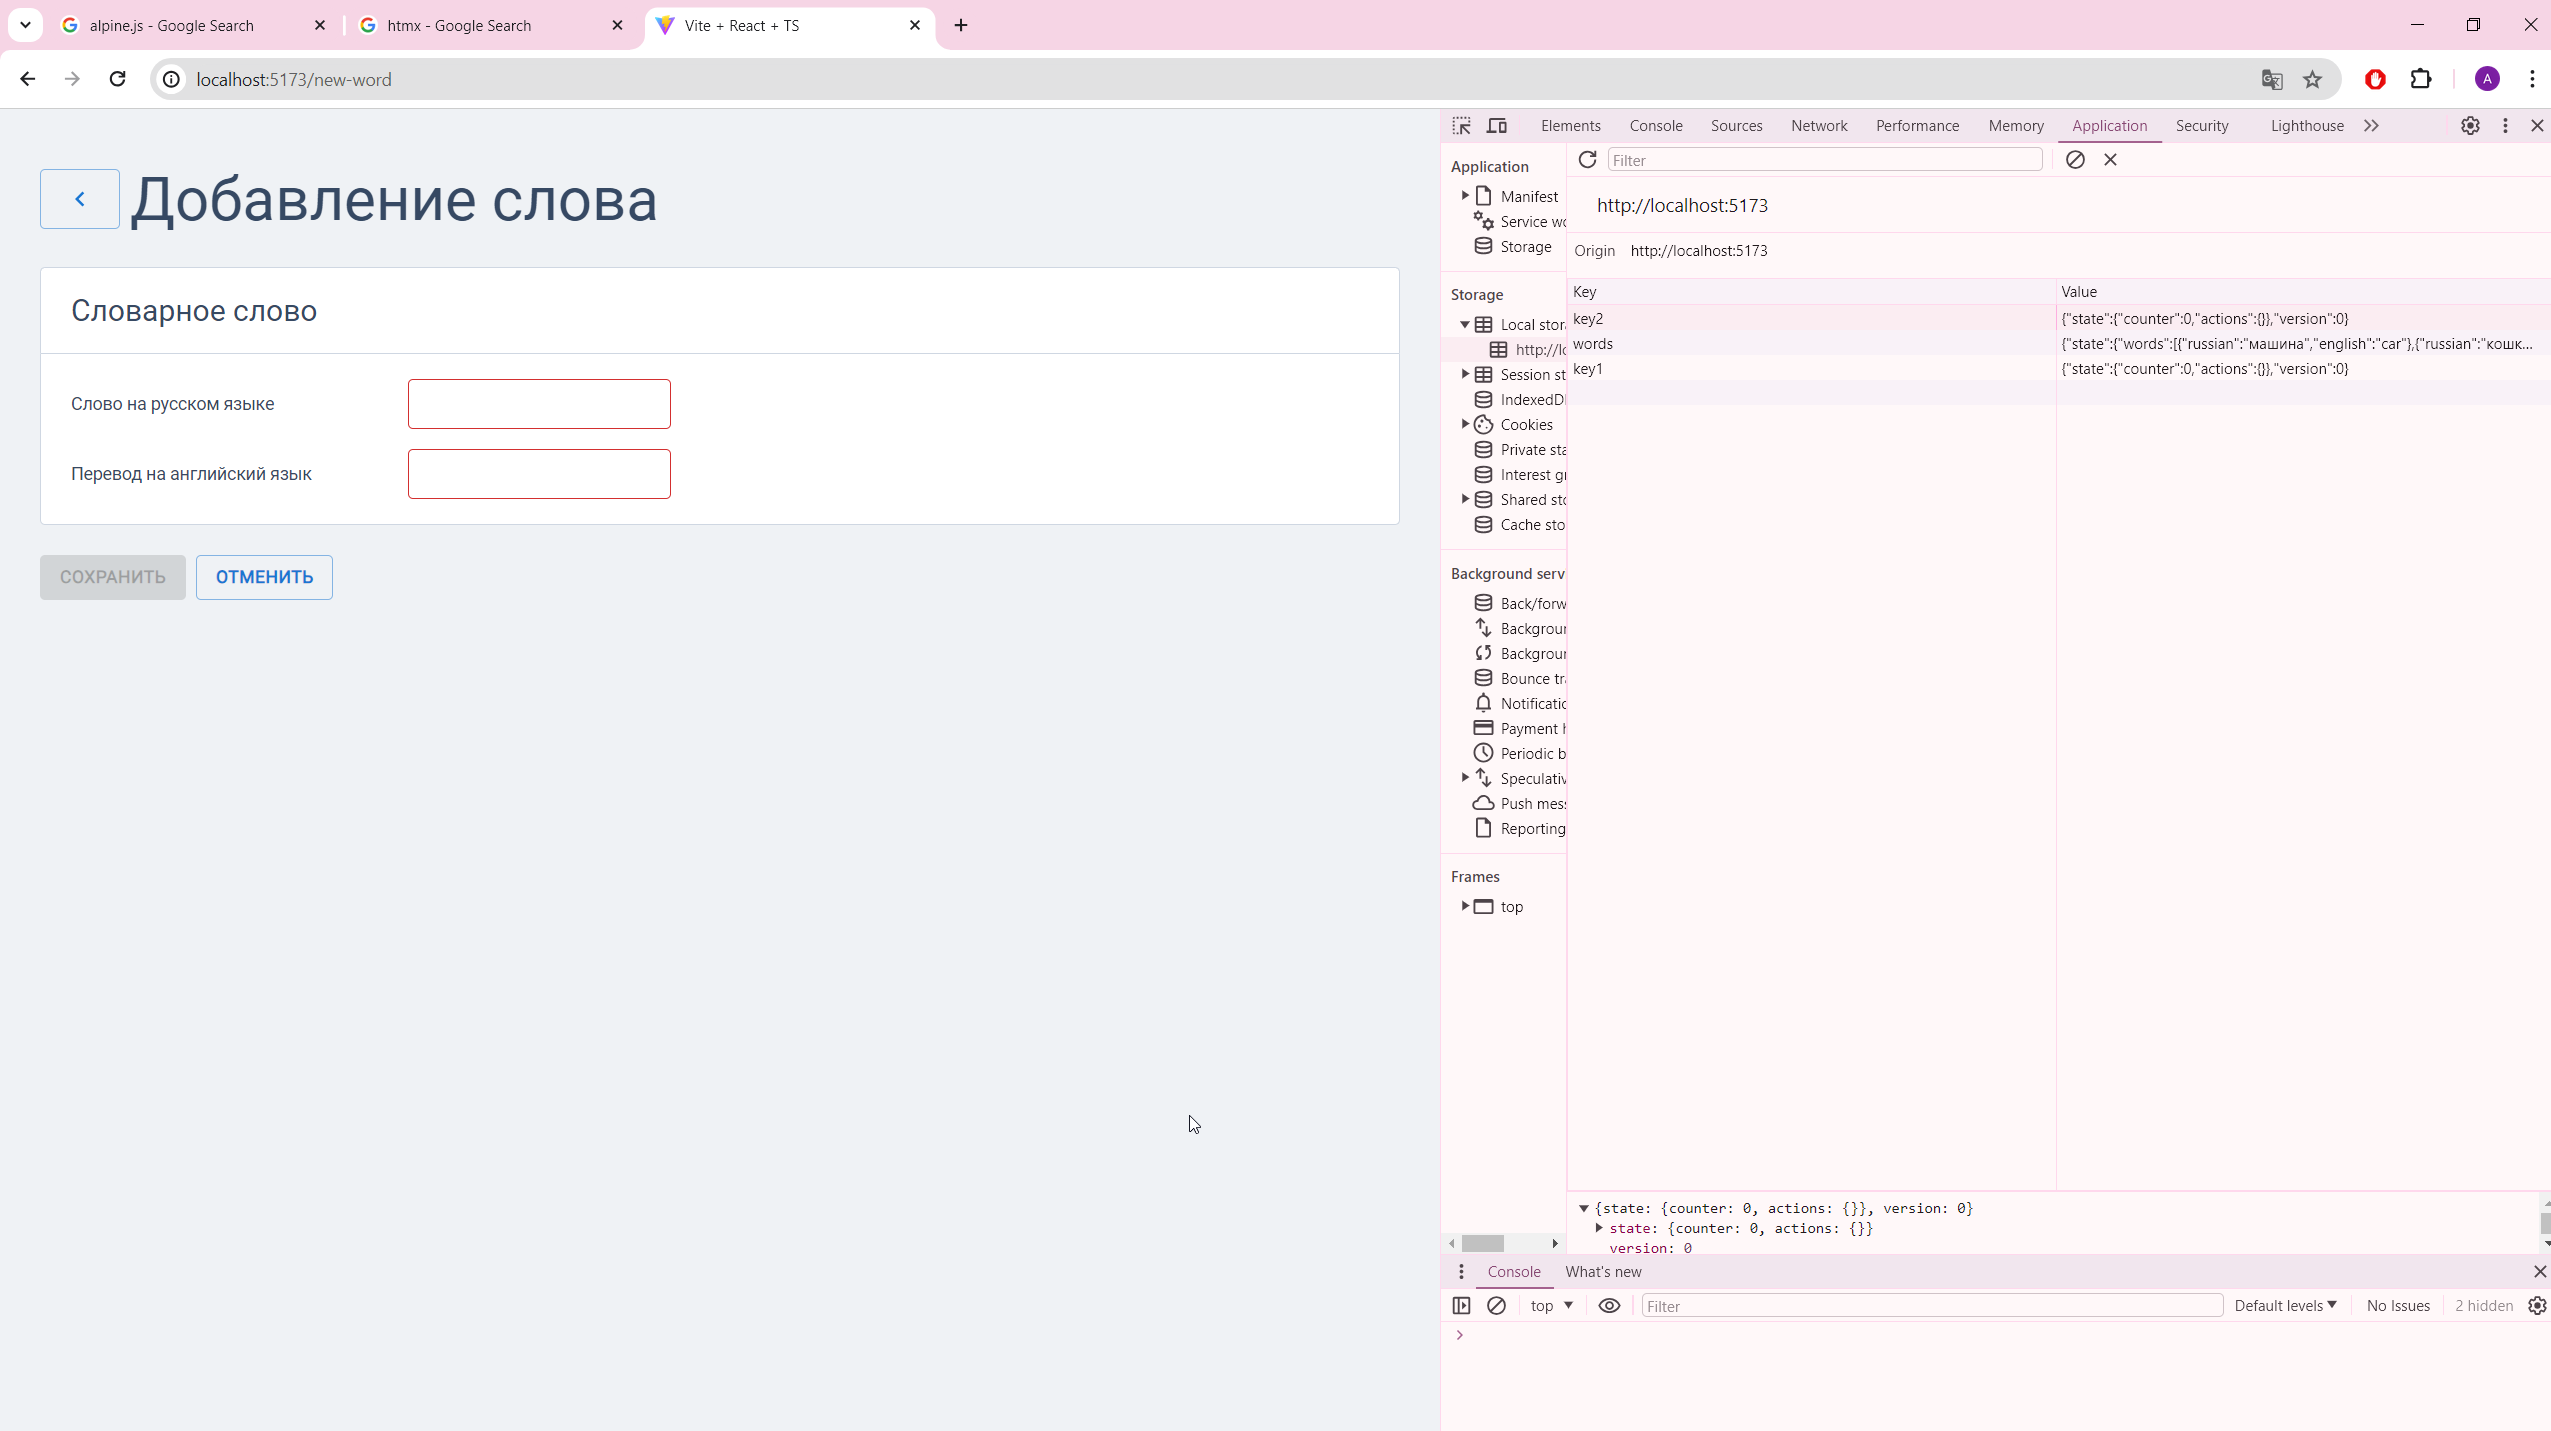 alpine.js - Google Search
htmx - Google Search
Vite + React + TS
localhost:5173/new-word
A
Добавление слова
Словарное слово
Слово на русском языке
Перевод на английский язык
СОХРАНИТЬ
ОТМЕНИТЬ
Elements Console Sources Network Performance Memory Application Security Lighthouse
Application
Manifest
Service wo
Storage
Storage
Local stor
http://lo
Session st
IndexedD
Cookies
Private sta
Interest g
Shared sto
Cache sto
Background serv
Back/forw
Backgrour
Backgrour
Bounce tr
Notificatio
Payment h
Periodic b
Speculativ
Push mess
Reporting
Frames
top
Filter
http://localhost:5173
Origin http://localhost:5173
Key Value
key2 {"state":{"counter":0,"actions":{}},"version":0}
words {"state":{"words":[{"russian":"машина","english":"car"},{"russian":"кошк...
key1 {"state":{"counter":0,"actions":{}},"version":0}
{state: {counter: 0, actions: {}}, version: 0}
state: {counter: 0, actions: {}}
version: 0
Console What's new
top Filter Default levels No Issues 2 hidden